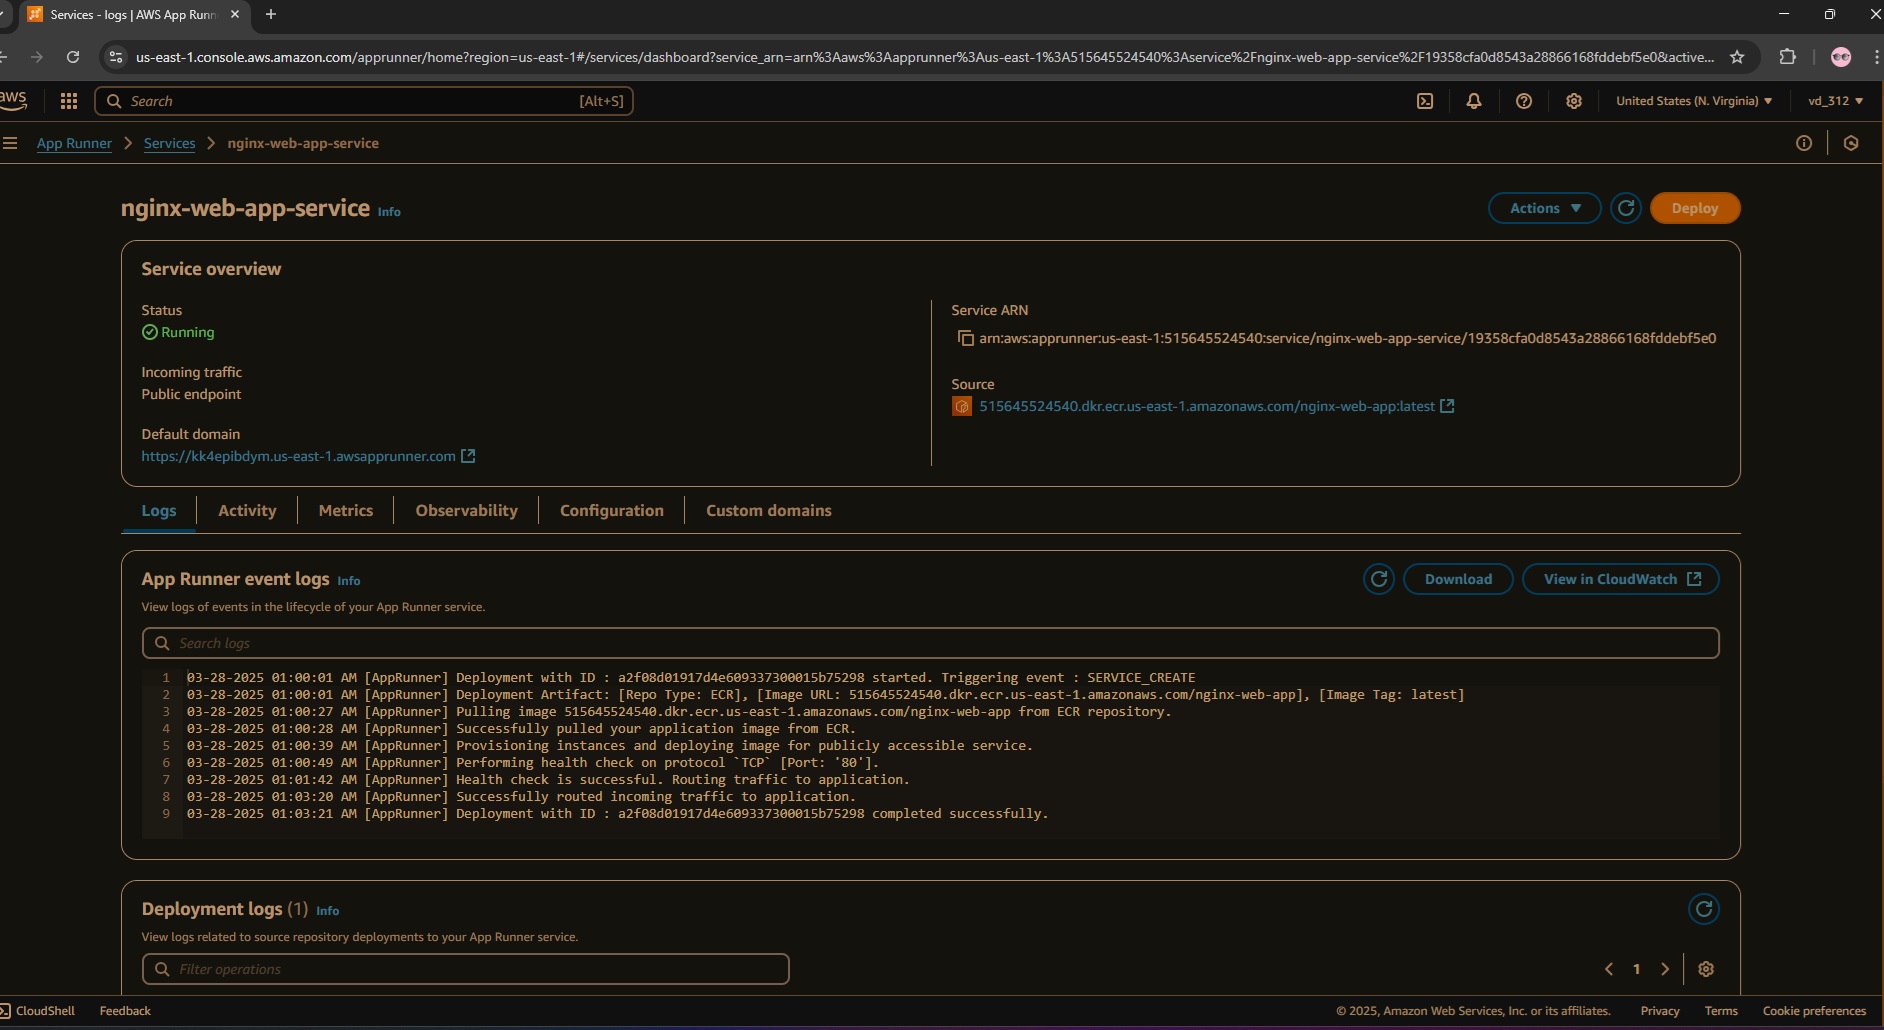 Services - logs | AWS App Runn
us-east-1.console.aws.amazon.com/apprunner/home?region=us-east-1#/services/dashboard?service_arn=arn%3Aaws%3Aapprunner%3Aus-east-1%3A515645524540%3Aservice%2Fnginx-web-app-service%2F19358cfa0d8543a28866168fddebf5e0&active...
aws
Search
[Alt+S]
United States (N. Virginia)
vd_312
App Runner
Services
nginx-web-app-service
nginx-web-app-service Info
Actions
Deploy
Service overview
Status
Running
Incoming traffic
Public endpoint
Default domain
https://kk4epibdym.us-east-1.awsapprunner.com
Service ARN
arn:aws:apprunner:us-east-1:515645524540:service/nginx-web-app-service/19358cfa0d8543a28866168fddebf5e0
Source
515645524540.dkr.ecr.us-east-1.amazonaws.com/nginx-web-app:latest
Logs Activity Metrics Observability Configuration Custom domains
App Runner event logs Info
Download
View in CloudWatch
View logs of events in the lifecycle of your App Runner service.
Search logs
1 03-28-2025 01:00:01 AM [AppRunner] Deployment with ID : a2f08d01917d4e609337300015b75298 started. Triggering event : SERVICE_CREATE
2 03-28-2025 01:00:01 AM [AppRunner] Deployment Artifact: [Repo Type: ECR], [Image URL: 515645524540.dkr.ecr.us-east-1.amazonaws.com/nginx-web-app], [Image Tag: latest]
3 03-28-2025 01:00:27 AM [AppRunner] Pulling image 515645524540.dkr.ecr.us-east-1.amazonaws.com/nginx-web-app from ECR repository.
4 03-28-2025 01:00:28 AM [AppRunner] Successfully pulled your application image from ECR.
5 03-28-2025 01:00:39 AM [AppRunner] Provisioning instances and deploying image for publicly accessible service.
6 03-28-2025 01:00:49 AM [AppRunner] Performing health check on protocol `TCP` [Port: '80'].
7 03-28-2025 01:01:42 AM [AppRunner] Health check is successful. Routing traffic to application.
8 03-28-2025 01:03:20 AM [AppRunner] Successfully routed incoming traffic to application.
9 03-28-2025 01:03:21 AM [AppRunner] Deployment with ID : a2f08d01917d4e609337300015b75298 completed successfully.
Deployment logs (1) Info
View logs related to source repository deployments to your App Runner service.
Filter operations
1
CloudShell
Feedback
© 2025, Amazon Web Services, Inc. or its affiliates.
Privacy
Terms
Cookie preferences